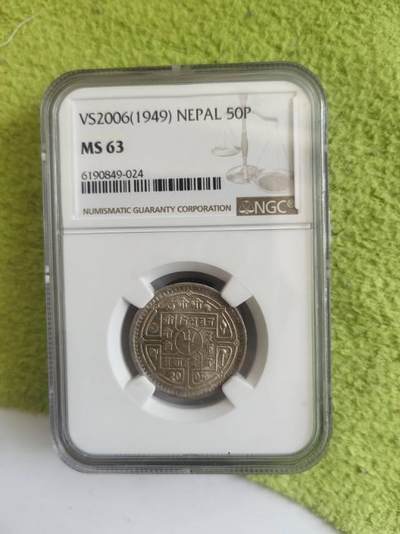 VS2006(1949) NEPAL 50P
MS 63
6190849-024
NUMISMATIC GUARANTY CORPORATION
NGC®
श्री श्री